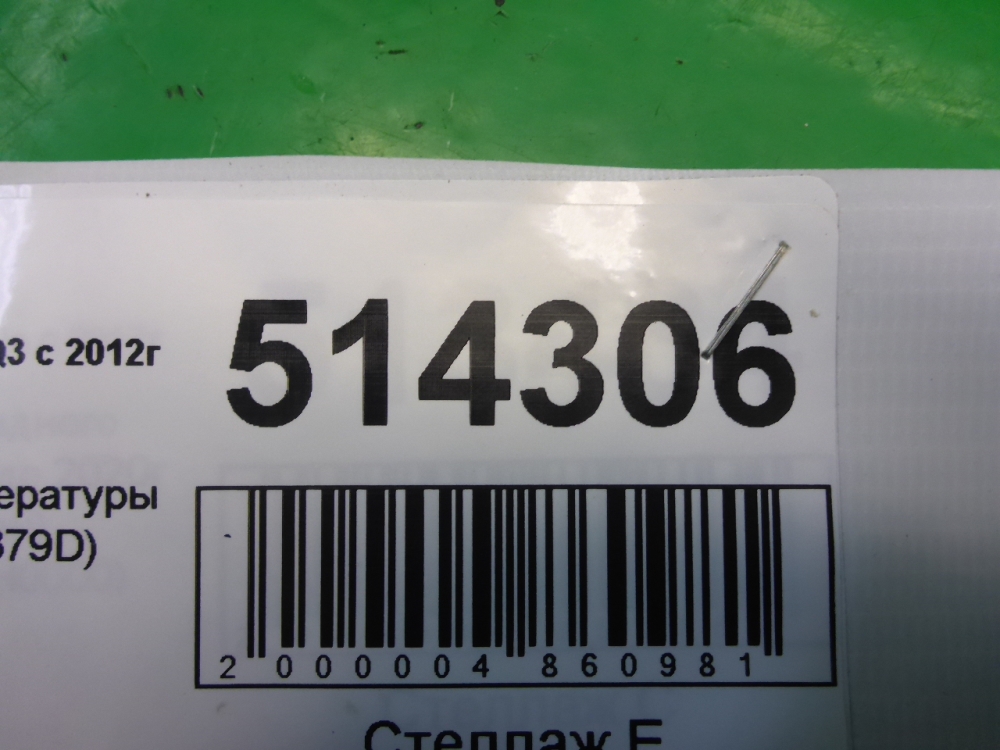 514306
Q3 с 2012г
ературы
379D)
2 000004 860981
Стеллаж Е